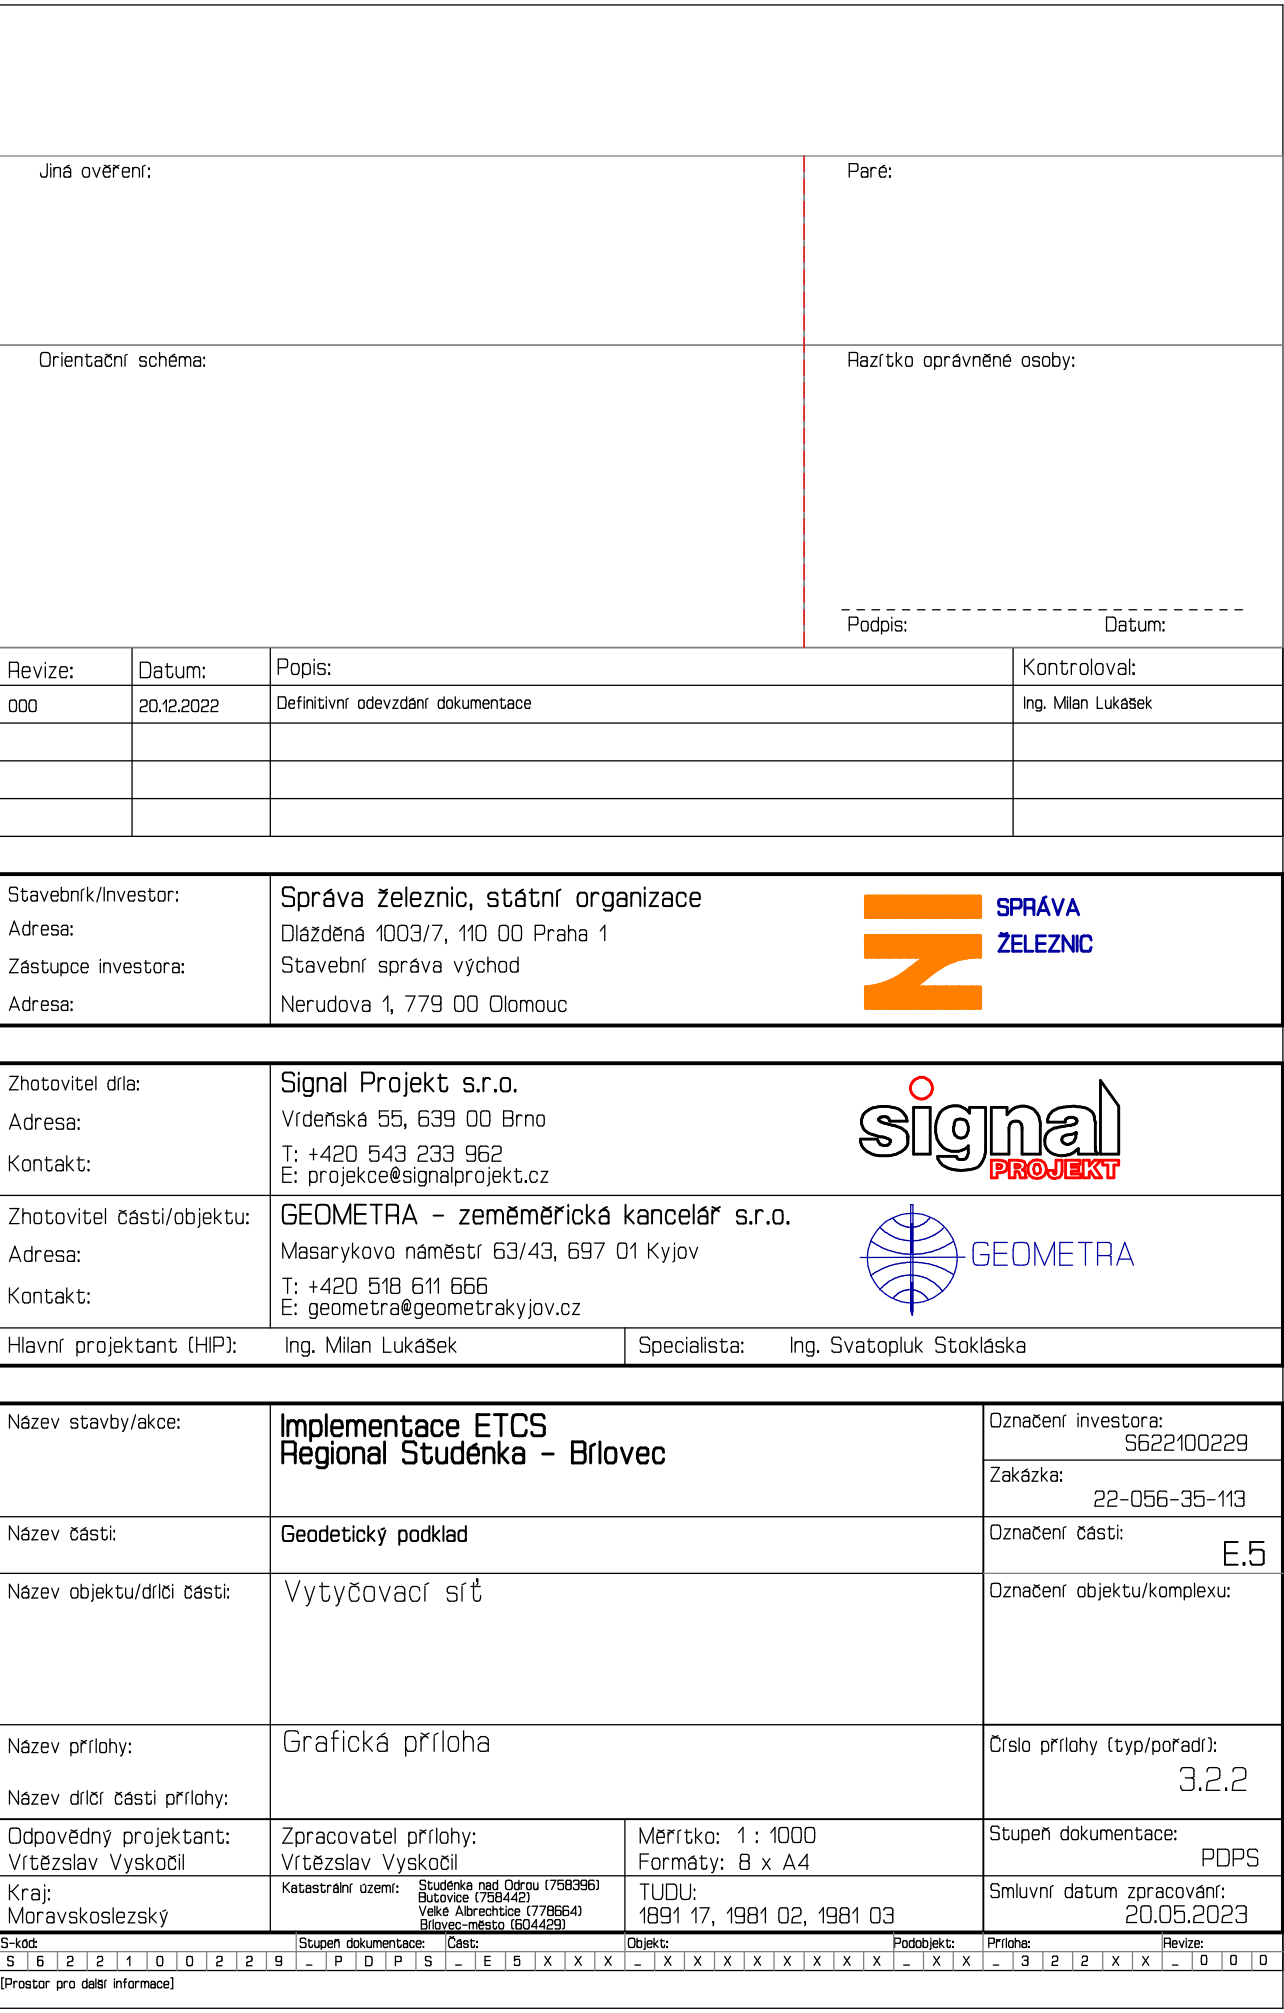 Jiná ověření:
Paré:
Orientační schéma:
Razítko oprávněné osoby:
Podpis:
Datum:
Revize: Datum: Popis: Kontroloval:
000 20.12.2022 Definitivní odevzdání dokumentace Ing. Milan Lukášek
Stavebník/Investor: Správa železnic, státní organizace
Adresa: Dlážděná 1003/7, 110 00 Praha 1
Zástupce investora: Stavební správa východ
Adresa: Nerudova 1, 779 00 Olomouc
SPRÁVA
ŽELEZNIC
Zhotovitel díla: Signal Projekt s.r.o.
Adresa: Vídeňská 55, 639 00 Brno
Kontakt: T: +420 543 233 962
E: projekce@signalprojekt.cz
signal
PROJEKT
Zhotovitel části/objektu: GEOMETRA - zeměměřická kancelář s.r.o.
Adresa: Masarykovo náměstí 63/43, 697 01 Kyjov
Kontakt: T: +420 518 611 666
E: geometra@geometrakyjov.cz
GEOMETRA
Hlavní projektant (HIP): Ing. Milan Lukášek Specialista: Ing. Svatopluk Stokláska
Název stavby/akce: Implementace ETCS
Regional Studénka - Bílovec
Označení investora:
S622100229
Zakázka:
22-056-35-113
Název části: Geodetický podklad
Označení části:
E.5
Název objektu/dílčí části: Vytyčovací síť
Označení objektu/komplexu:
Název přílohy: Grafická příloha
Číslo přílohy (typ/pořadí):
3.2.2
Název dílčí části přílohy:
Odpovědný projektant: Zpracovatel přílohy: Měřítko: 1 : 1000 Stupeň dokumentace:
Vítězslav Vyskočil Vítězslav Vyskočil Formáty: 8 x A4 PDPS
Kraj:
Moravskoslezský
Katastrální území: Studénka nad Odrou (758396)
Butovice (758442)
Velké Albrechtice (778664)
Bílovec-město (604429)
TUDU:
1891 17, 1981 02, 1981 03
Smluvní datum zpracování:
20.05.2023
S-kód: Stupeň dokumentace: Část: Objekt: Podobjekt: Příloha: Revize:
S 6 2 2 1 0 0 2 2 9 _ P D P S _ E 5 X X X _ X X X X X X X X _ X X _ 3 2 2 X X _ 0 0 0
[Prostor pro další informace]